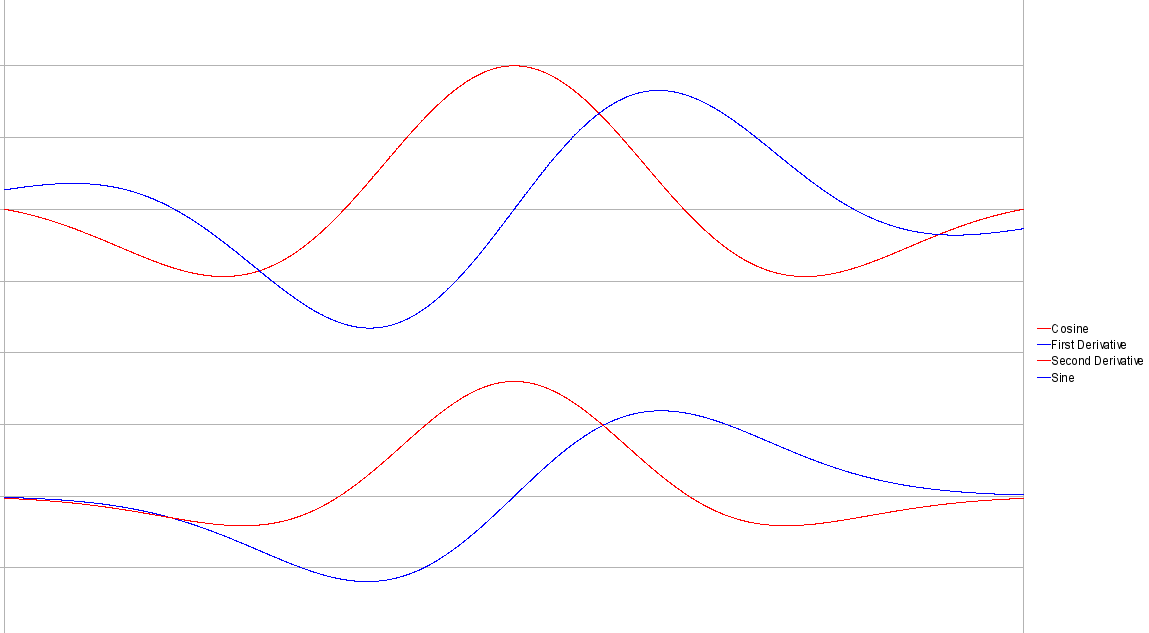 Cosine
First Derivative
Second Derivative
Sine